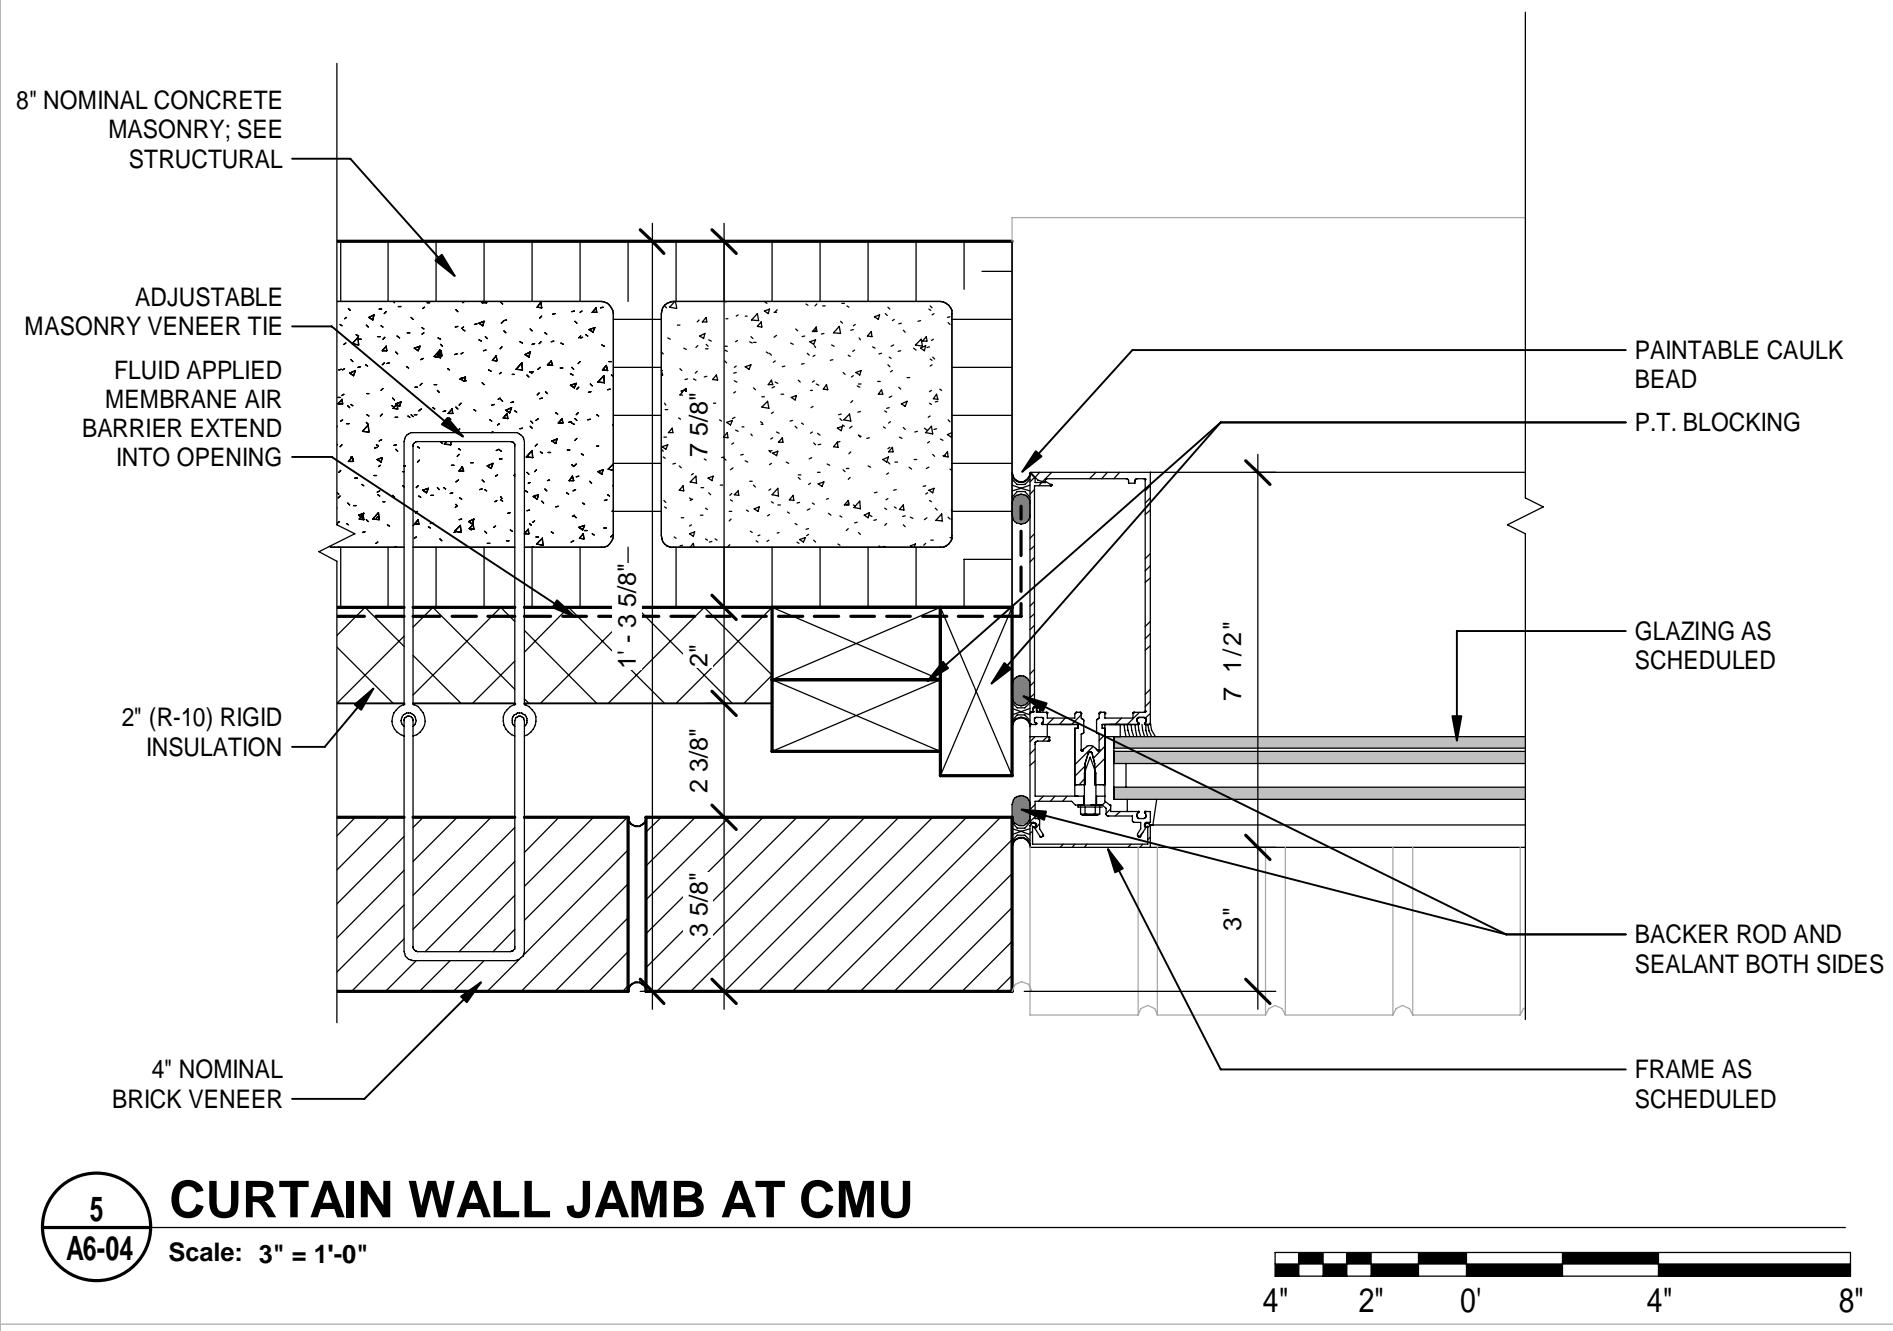 8" NOMINAL CONCRETE
MASONRY; SEE
STRUCTURAL
ADJUSTABLE
MASONRY VENEER TIE
FLUID APPLIED
MEMBRANE AIR
BARRIER EXTEND
INTO OPENING
2" (R-10) RIGID
INSULATION
4" NOMINAL
BRICK VENEER
7 5/8"
1' - 3 5/8"
2"
2 3/8"
3 5/8"
7 1/2"
3"
PAINTABLE CAULK
BEAD
P.T. BLOCKING
GLAZING AS
SCHEDULED
BACKER ROD AND
SEALANT BOTH SIDES
FRAME AS
SCHEDULED
5
A6-04
CURTAIN WALL JAMB AT CMU
Scale: 3" = 1'-0"
4" 2" 0' 4" 8"